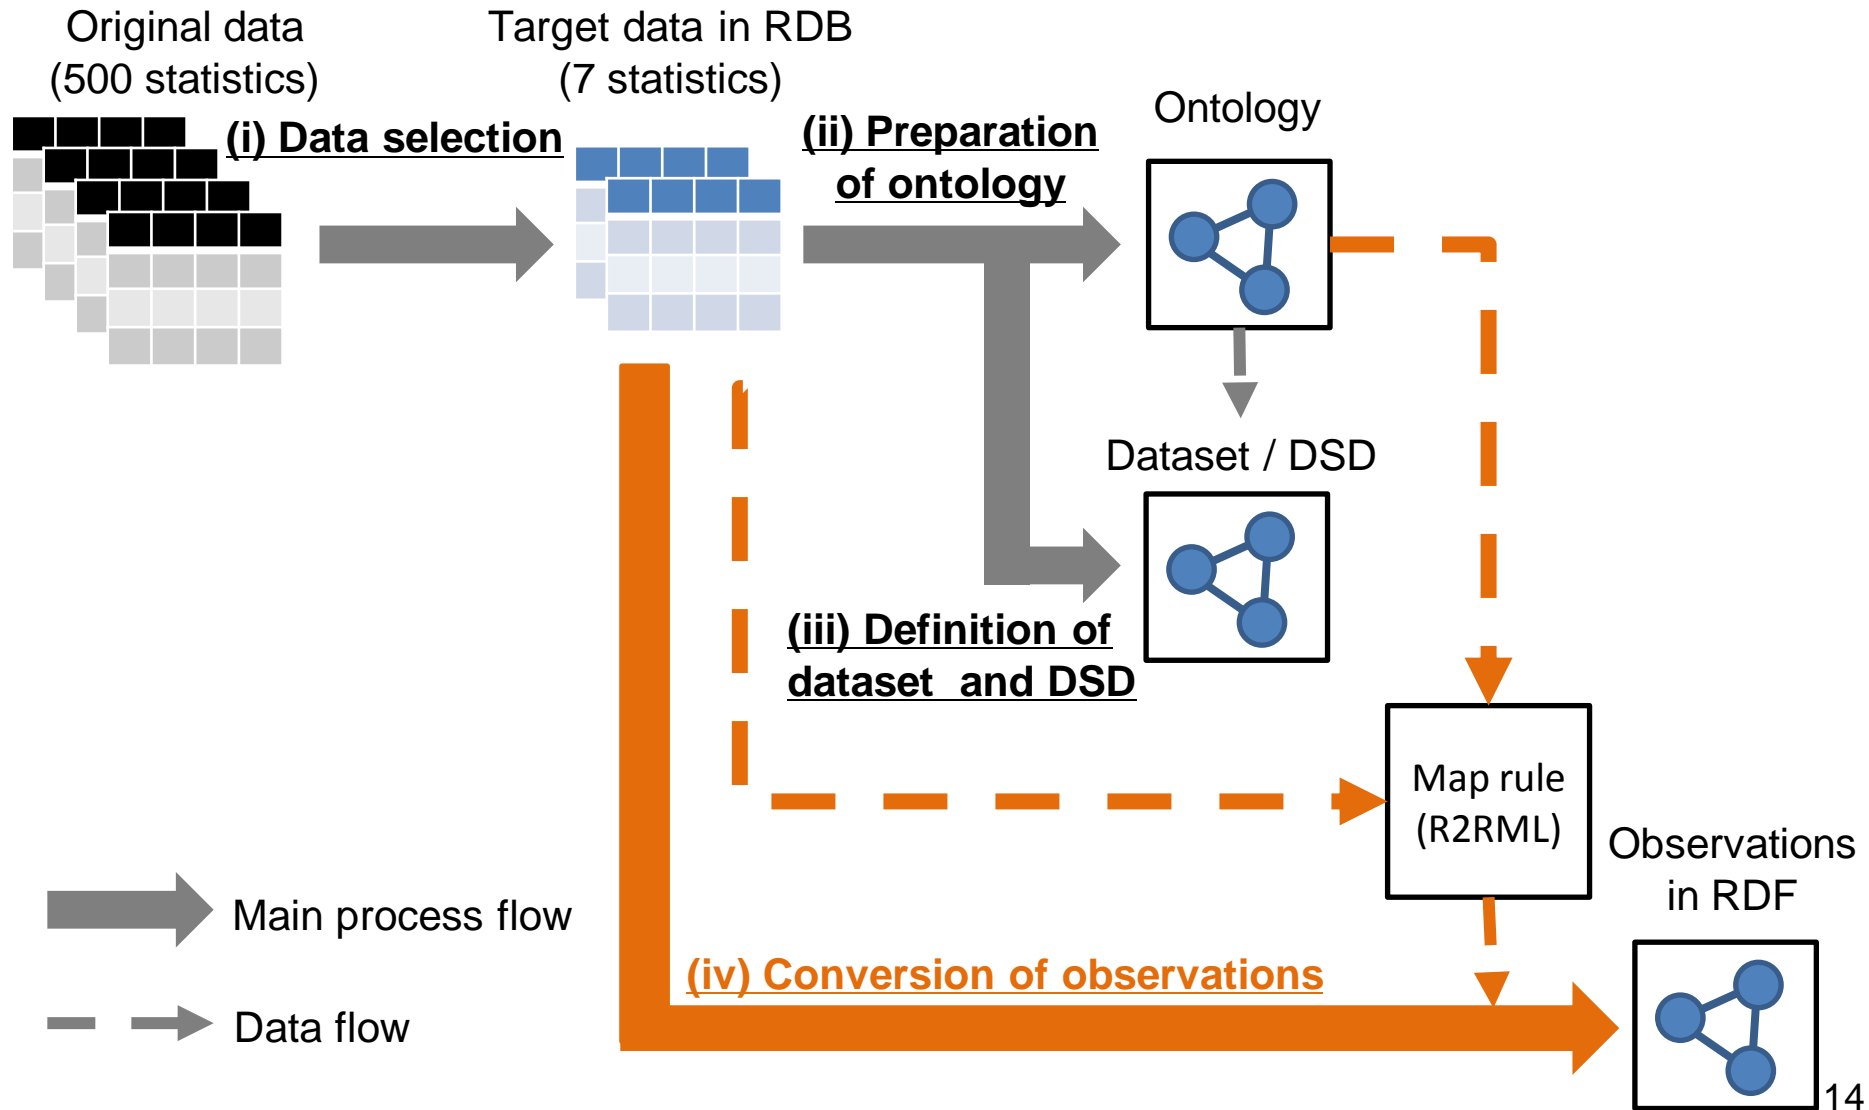 Original data
(500 statistics)
Target data in RDB
(7 statistics)
(i) Data selection
(ii) Preparation
of ontology
Ontology
Dataset / DSD
(iii) Definition of
dataset and DSD
Map rule
(R2RML)
Observations
in RDF
Main process flow
(iv) Conversion of observations
Data flow
14